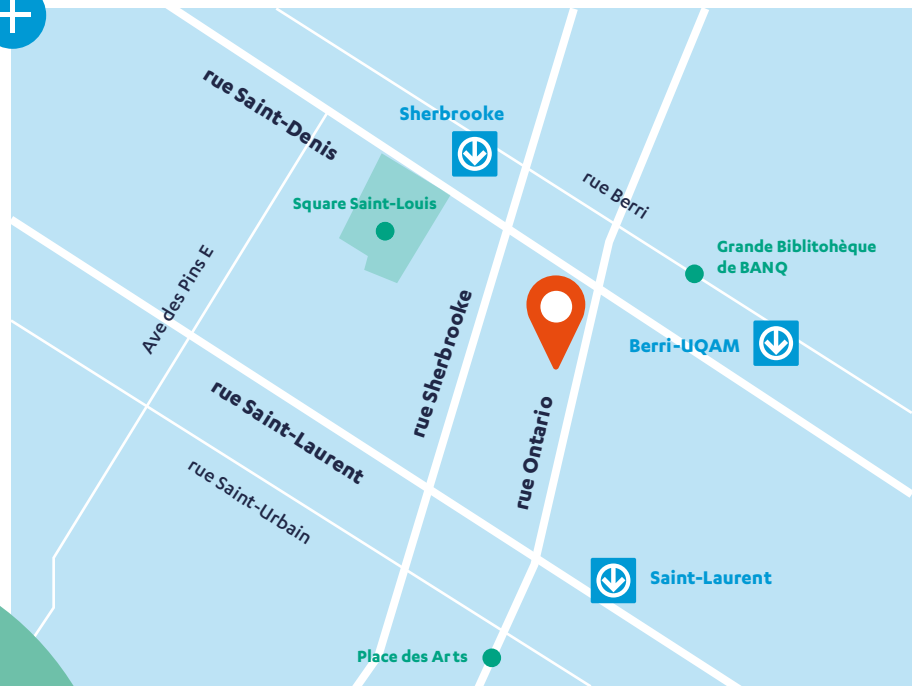 rue Saint-Denis
Sherbrooke
rue Berri
Square Saint-Louis
Grande Biblitohèque
de BANQ
Ave des Pins E
rue Sherbrooke
Berri-UQAM
rue Saint-Laurent
rue Ontario
rue Saint-Urbain
Saint-Laurent
Place des Arts